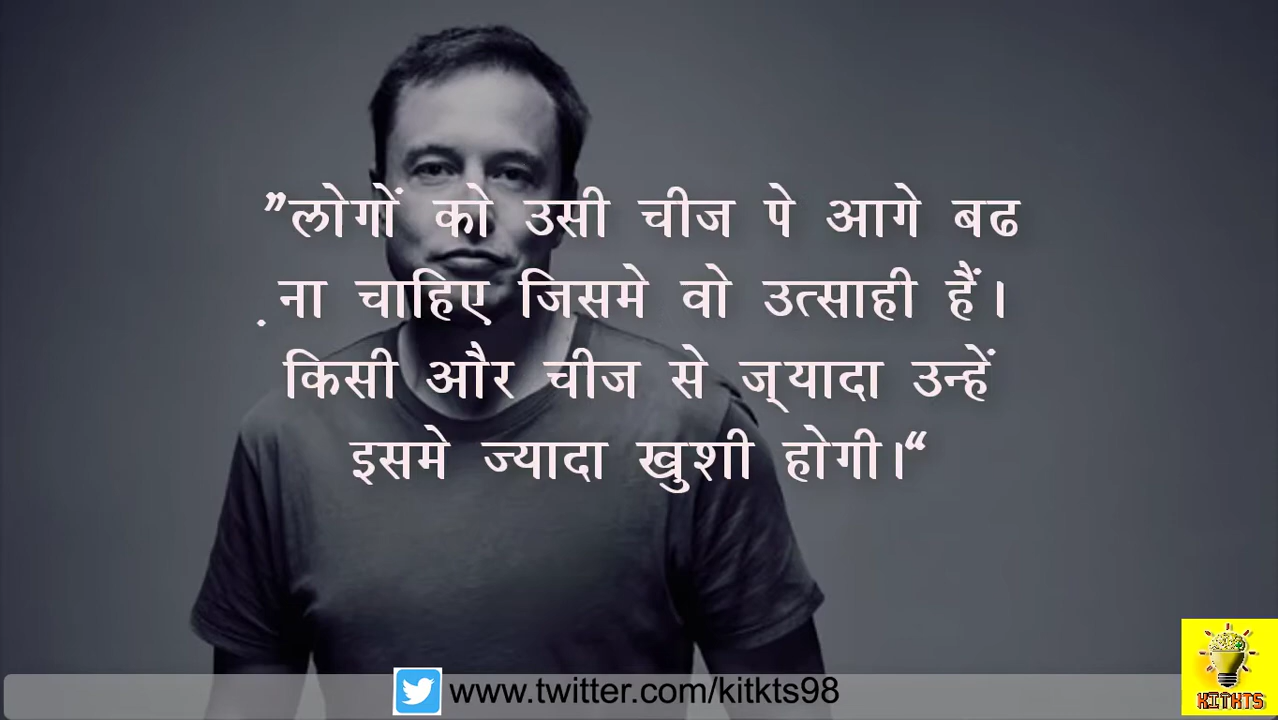 ”लोगों को उसी चीज पे आगे बढ
़ना चाहिए जिसमे वो उत्साही हैं।
किसी और चीज से ज्‌यादा उन्हें
इसमे ज्यादा खुशी होगी।“
www.twitter.com/kitkts98
KITKTS